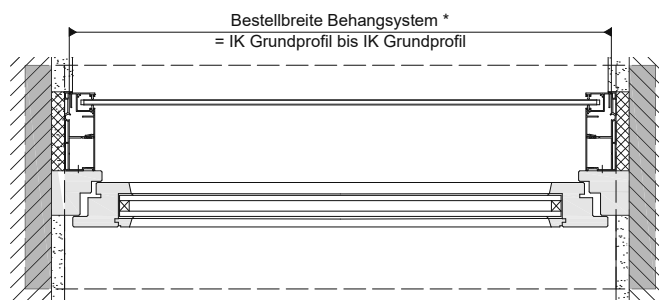 Bestellbreite Behangsystem *
= IK Grundprofil bis IK Grundprofil